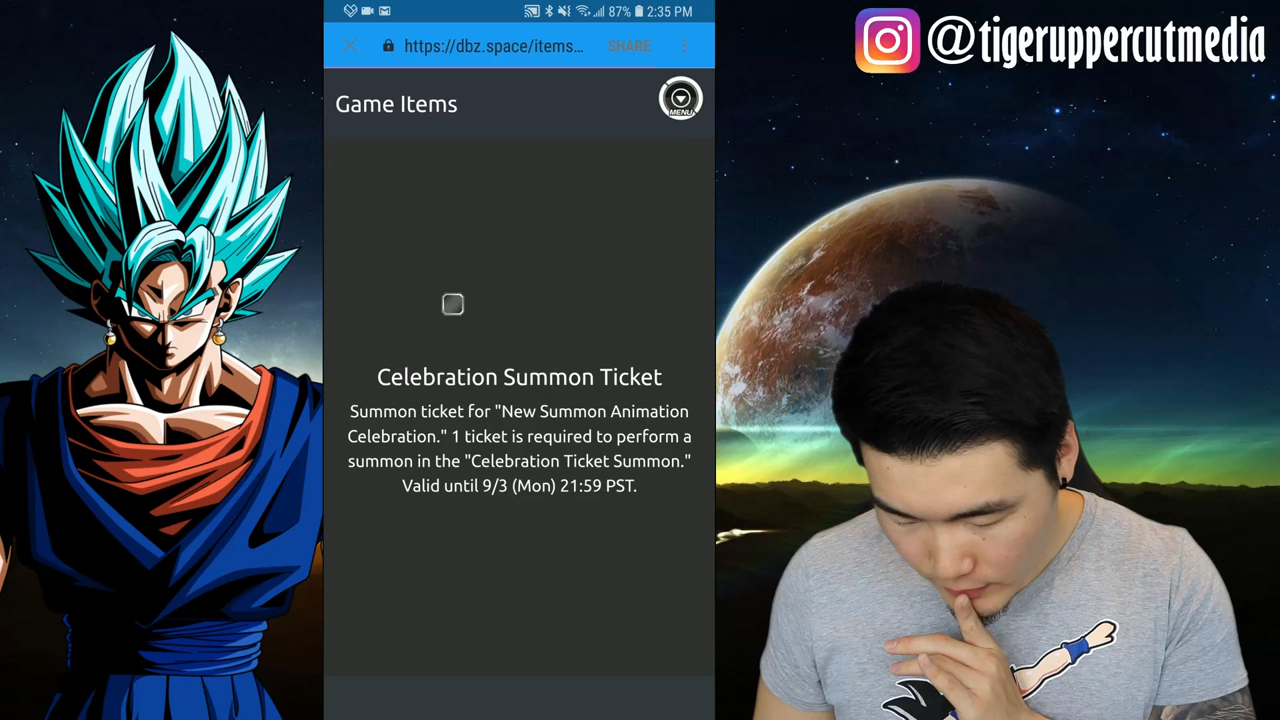 87% 2:35 PM
https://dbz.space/items... SHARE
@tigeruppercutmedia
Game Items
MENU
Celebration Summon Ticket
Summon ticket for "New Summon Animation
Celebration." 1 ticket is required to perform a
summon in the "Celebration Ticket Summon."
Valid until 9/3 (Mon) 21:59 PST.